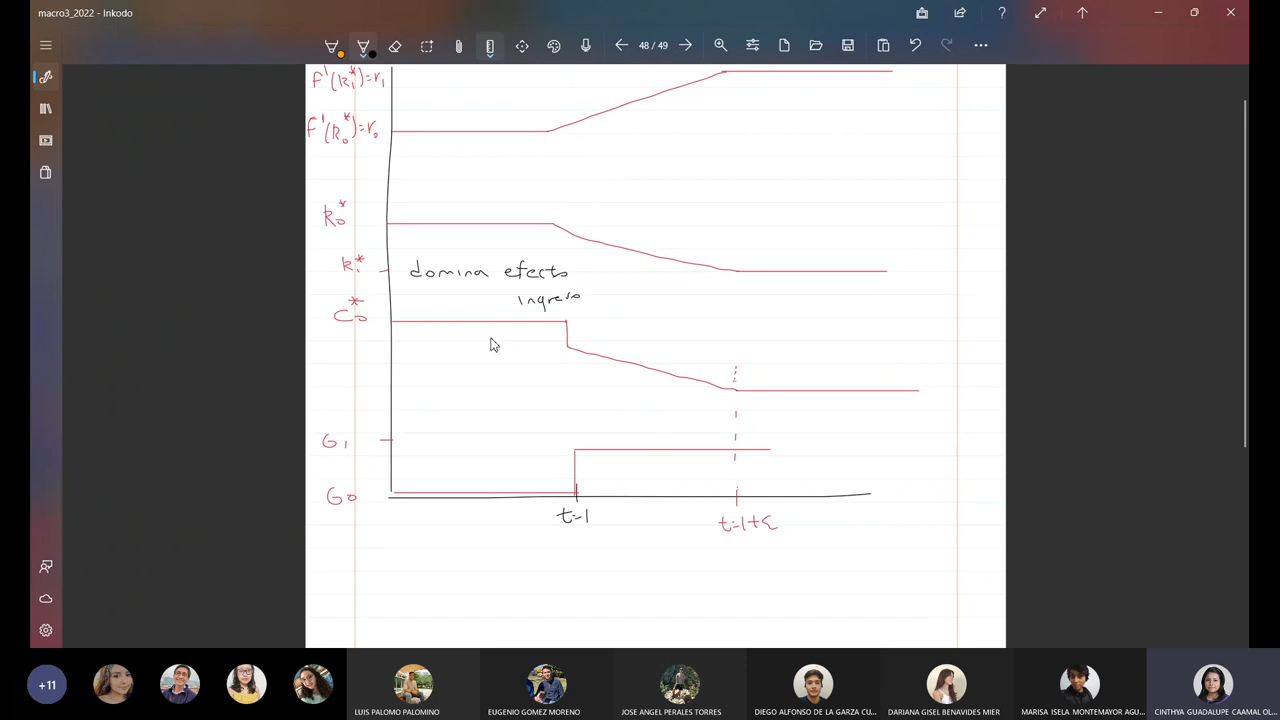 macro3_2022 - Inkodo
48 / 49
f'(k₁*)=r₁
f'(k₀*)=r₀
k₀*
k₁*
domina efecto
ingreso
C₀*
G₁
G₀
t=1
t=1+ε
+11
LUIS PALOMO PALOMINO
EUGENIO GOMEZ MORENO
JOSE ANGEL PERALES TORRES
DIEGO ALFONSO DE LA GARZA CU...
DARIANA GISEL BENAVIDES MIER
MARISA ISELA MONTEMAYOR AGU...
CINTHYA GUADALUPE CAAMAL OL...